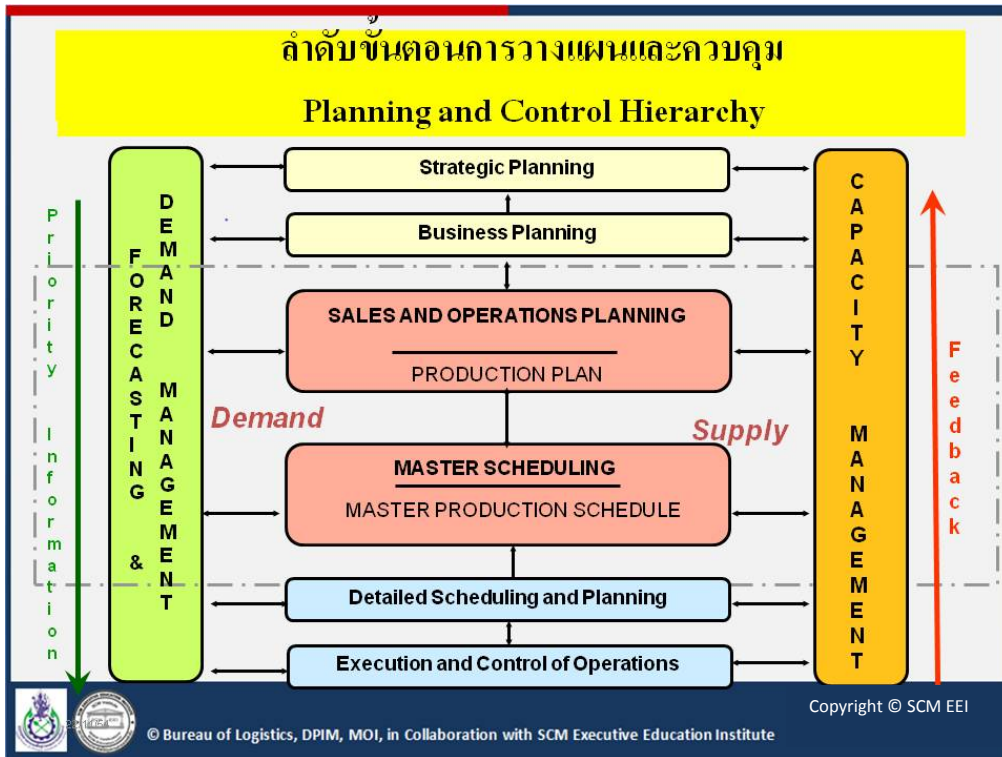 ลำดับขั้นตอนการวางแผนและควบคุม
Planning and Control Hierarchy
Priority Information
FORECASTING &
DEMAND MANAGEMENT
Strategic Planning
Business Planning
SALES AND OPERATIONS PLANNING
PRODUCTION PLAN
Demand
Supply
MASTER SCHEDULING
MASTER PRODUCTION SCHEDULE
Detailed Scheduling and Planning
Execution and Control of Operations
CAPACITY MANAGEMENT
Feedback
Copyright © SCM EEI
© Bureau of Logistics, DPIM, MOI, in Collaboration with SCM Executive Education Institute